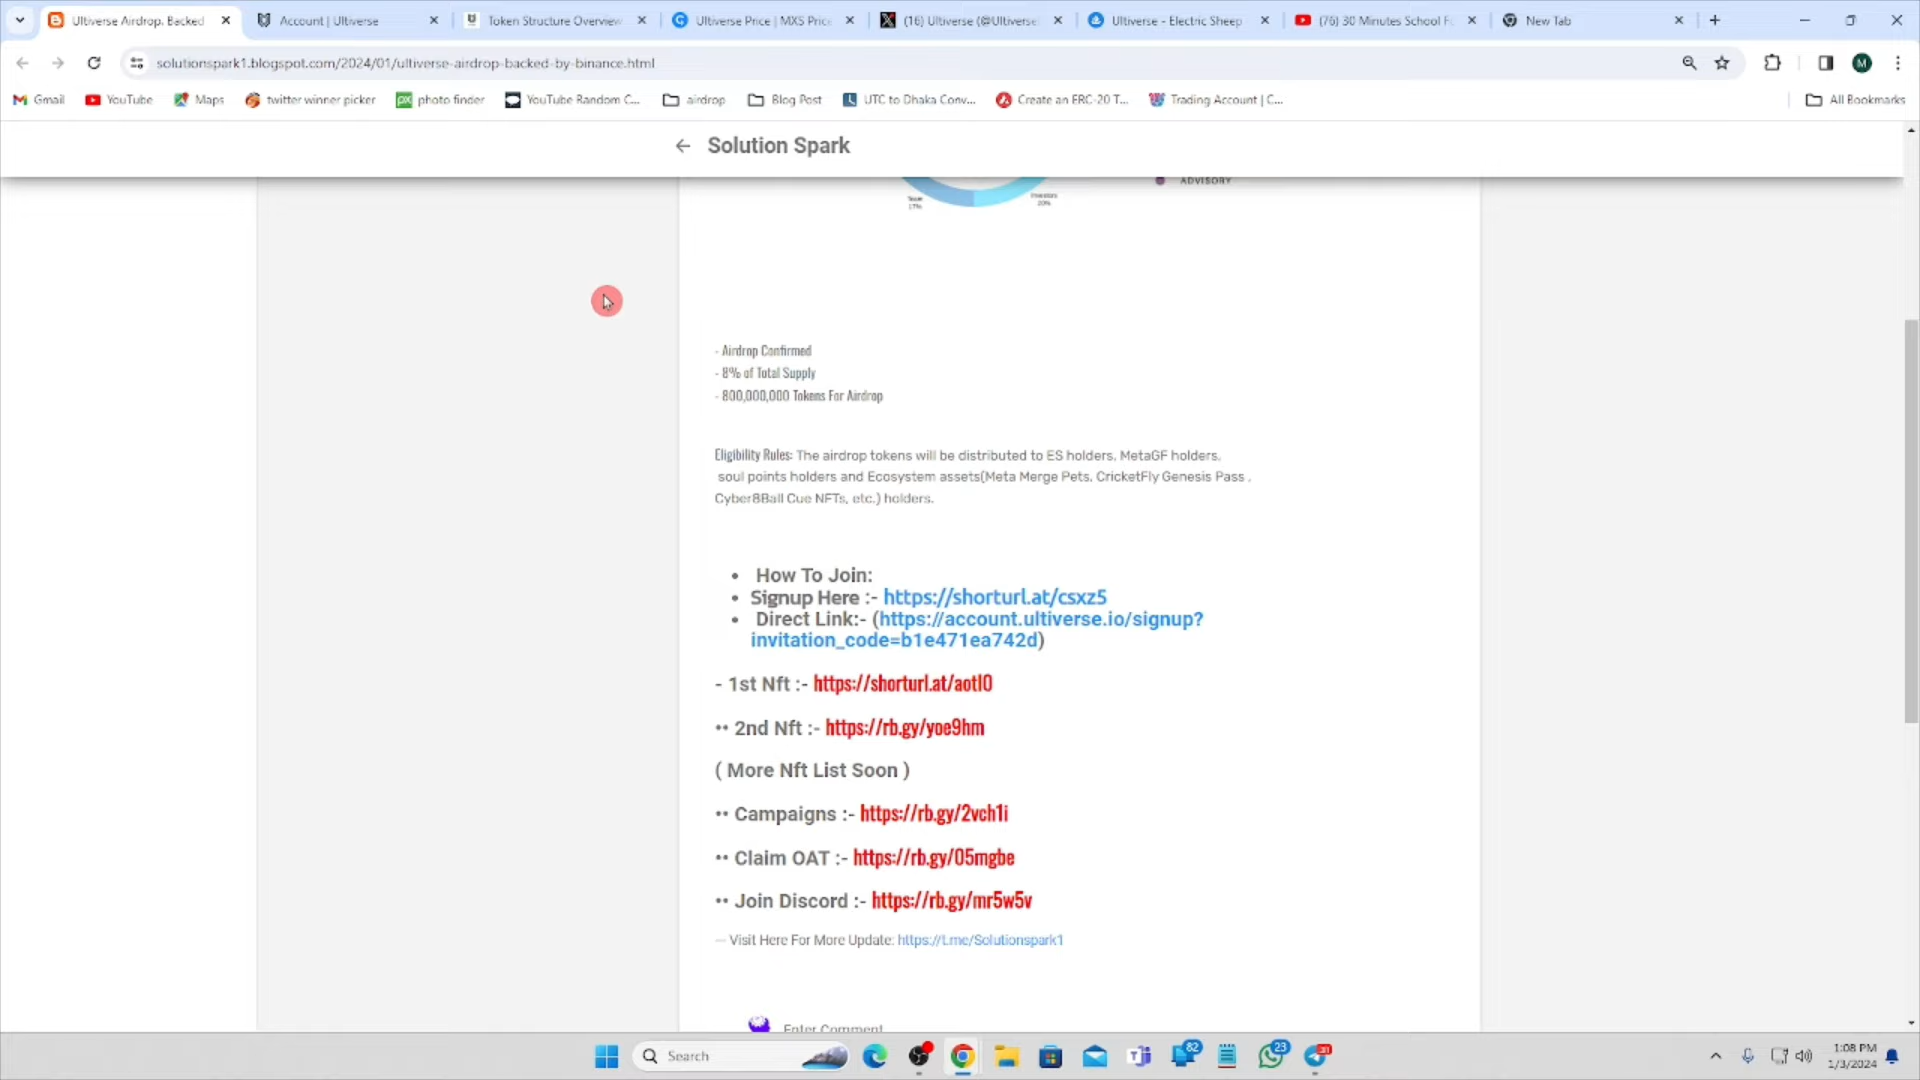 Ultiverse Airdrop. Backed
Account | Ultiverse
Token Structure Overview
Ultiverse Price | MXS Price
(16) Ultiverse (@Ultiverse
Ultiverse - Electric Sheep
(76) 30 Minutes School F
New Tab
solutionspark1.blogspot.com/2024/01/ultiverse-airdrop-backed-by-binance.html
M
Gmail
YouTube
Maps
twitter winner picker
photo finder
YouTube Random C...
airdrop
Blog Post
UTC to Dhaka Conv...
Create an ERC-20 T...
Trading Account | C...
All Bookmarks
Solution Spark
ADVISORY
Team
17%
Investors
20%
- Airdrop Confirmed
- 8% of Total Supply
- 800,000,000 Tokens For Airdrop
Eligibility Rules: The airdrop tokens will be distributed to ES holders, MetaGF holders,
soul points holders and Ecosystem assets(Meta Merge Pets, CricketFly Genesis Pass ,
Cyber8Ball Cue NFTs, etc.) holders.
• How To Join:
• Signup Here :- https://shorturl.at/csxz5
• Direct Link:- (https://account.ultiverse.io/signup?
invitation_code=b1e471ea742d)
- 1st Nft :- https://shorturl.at/aotl0
•• 2nd Nft :- https://rb.gy/yoe9hm
( More Nft List Soon )
•• Campaigns :- https://rb.gy/2vch1i
•• Claim OAT :- https://rb.gy/05mgbe
•• Join Discord :- https://rb.gy/mr5w5v
— Visit Here For More Update: https://t.me/Solutionspark1
Enter Comment
Search
82
23
1:08 PM
1/3/2024